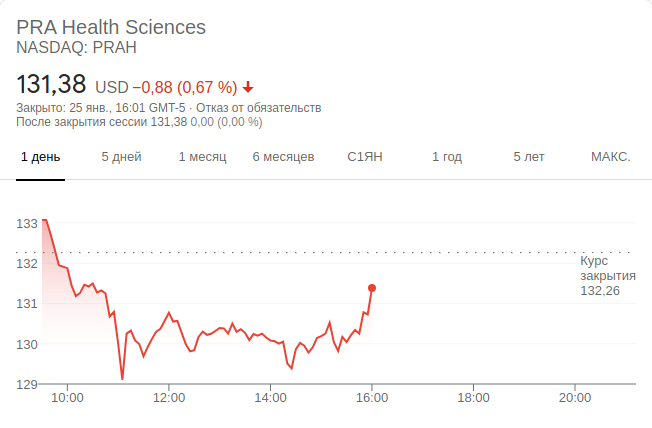 PRA Health Sciences
NASDAQ: PRAH
131,38 USD −0,88 (0,67 %)
Закрыто: 25 янв., 16:01 GMT-5 · Отказ от обязательств
После закрытия сессии 131,38 0,00 (0,00 %)
1 день 5 дней 1 месяц 6 месяцев С1ЯН 1 год 5 лет МАКС.
133
132
131
130
129
Курс
закрытия
132,26
10:00 12:00 14:00 16:00 18:00 20:00